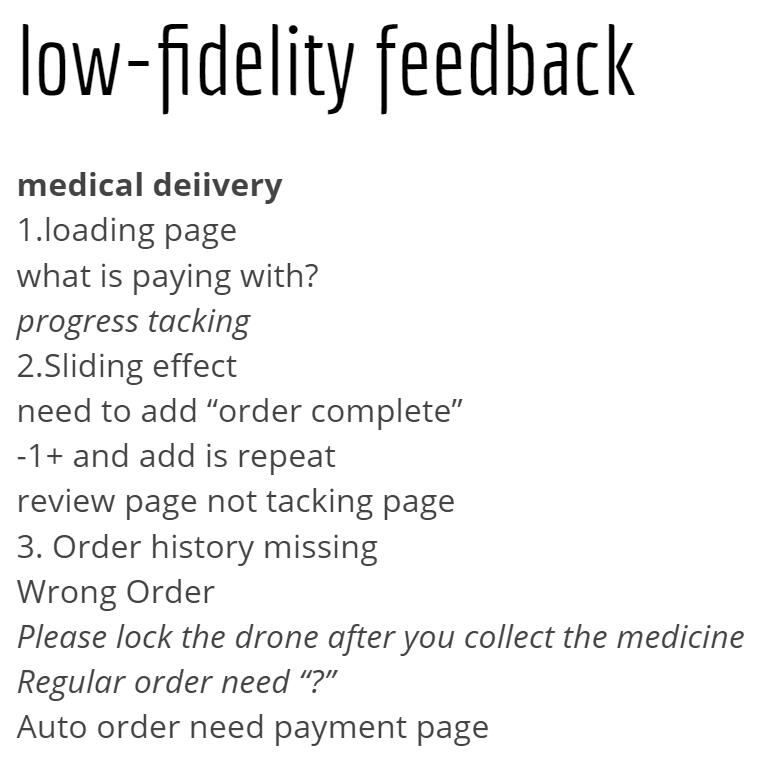 low-fidelity feedback
medical deiivery
1.loading page
what is paying with?
progress tacking
2.Sliding effect
need to add “order complete”
-1+ and add is repeat
review page not tacking page
3. Order history missing
Wrong Order
Please lock the drone after you collect the medicine
Regular order need “?”
Auto order need payment page